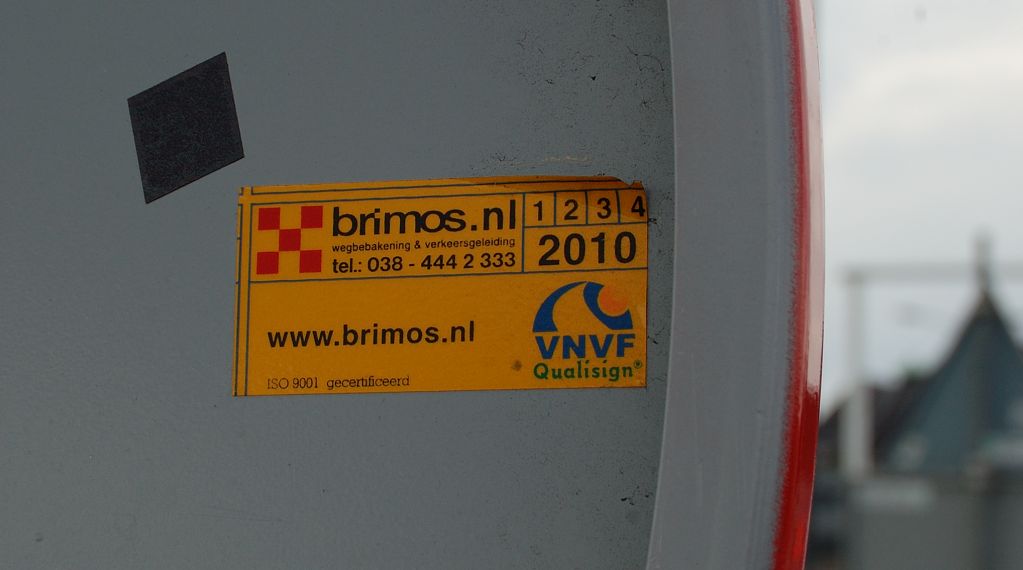 brimos.nl
wegbebakening & verkeersgeleiding
tel.: 038 - 444 2 333
1 2 3 4
2010
www.brimos.nl
VNVF
Qualisign®
ISO 9001 gecertificeerd